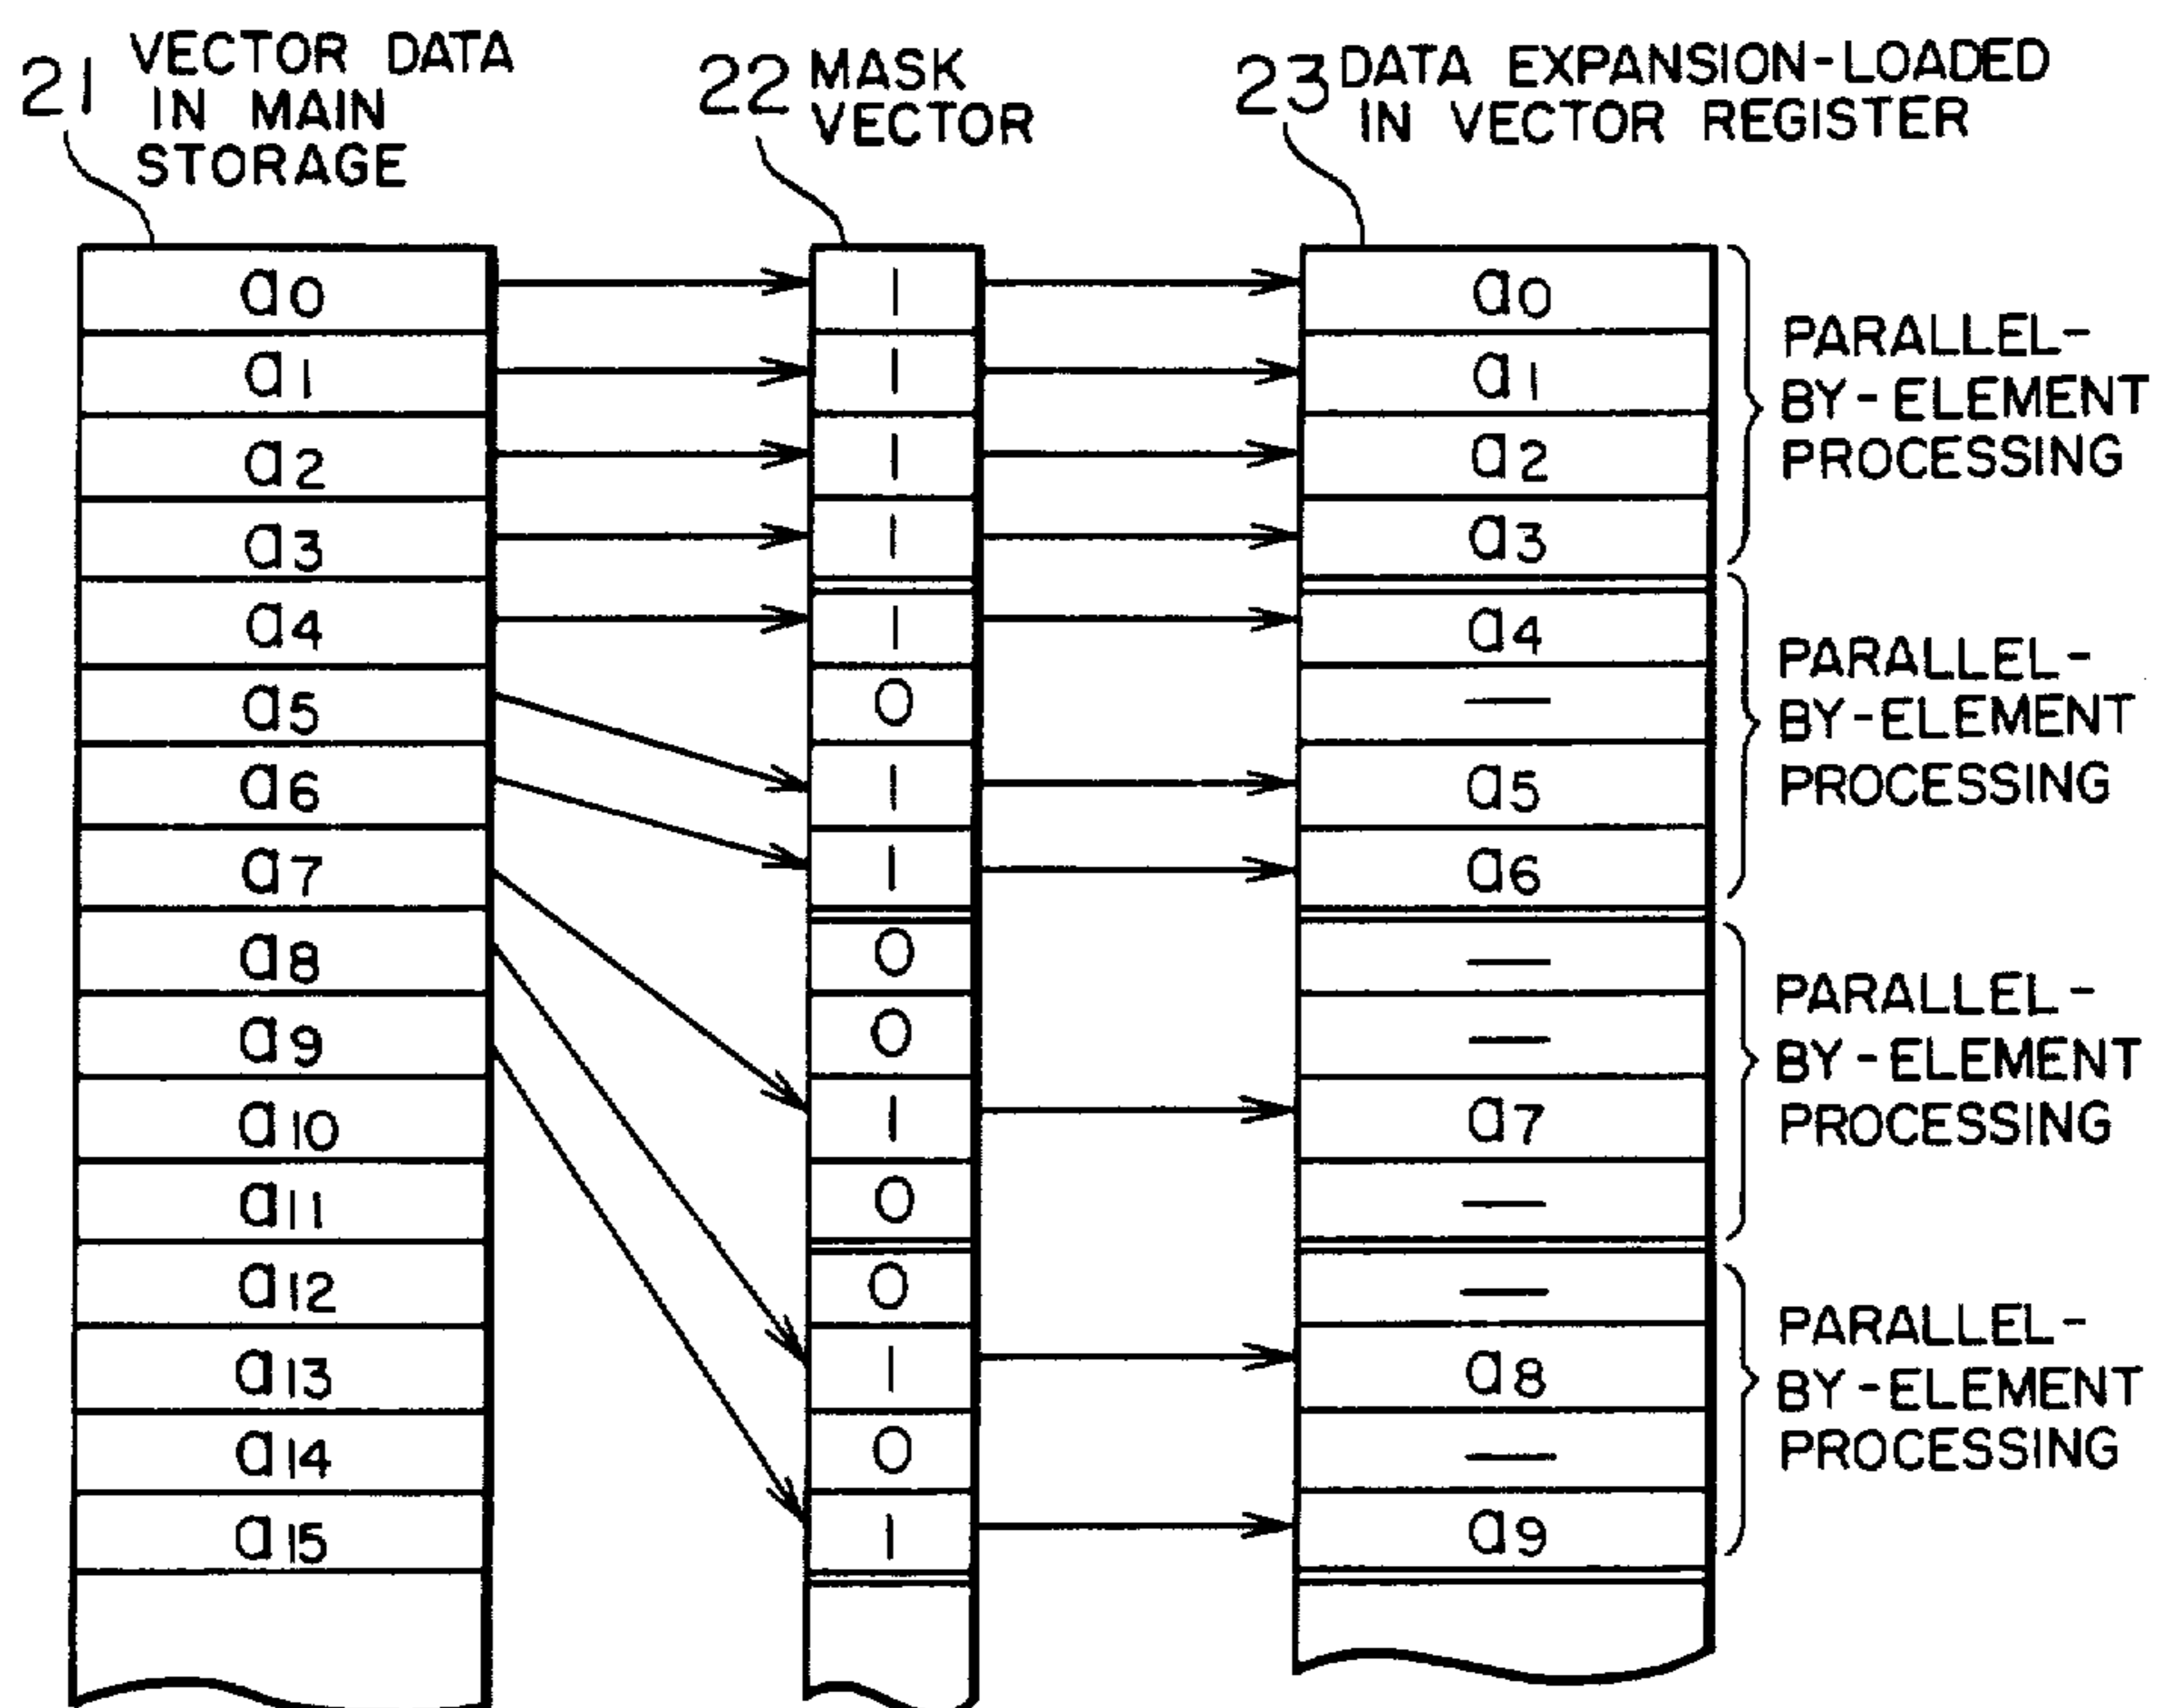 21 VECTOR DATA
IN MAIN
STORAGE
22 MASK
VECTOR
23 DATA EXPANSION-LOADED
IN VECTOR REGISTER
a0
a1
a2
a3
a4
a5
a6
a7
a8
a9
a10
a11
a12
a13
a14
a15
1
1
1
1
1
0
1
1
0
0
1
0
0
1
0
1
a0
a1
a2
a3
a4
—
a5
a6
—
—
a7
—
—
a8
—
a9
PARALLEL-
BY-ELEMENT
PROCESSING
PARALLEL-
BY-ELEMENT
PROCESSING
PARALLEL-
BY-ELEMENT
PROCESSING
PARALLEL-
BY-ELEMENT
PROCESSING